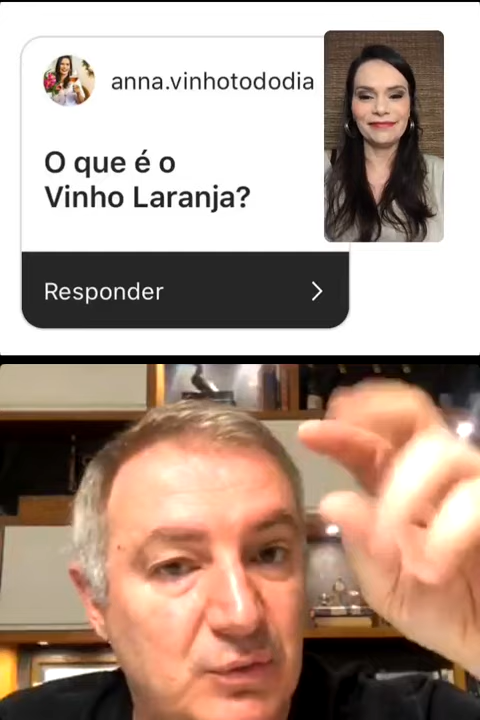 anna.vinhotododia
O que é o
Vinho Laranja?
Responder